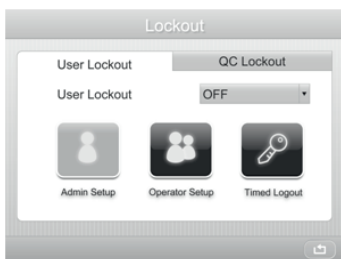 Lockout
User Lockout QC Lockout
User Lockout OFF
Admin Setup Operator Setup Timed Logout